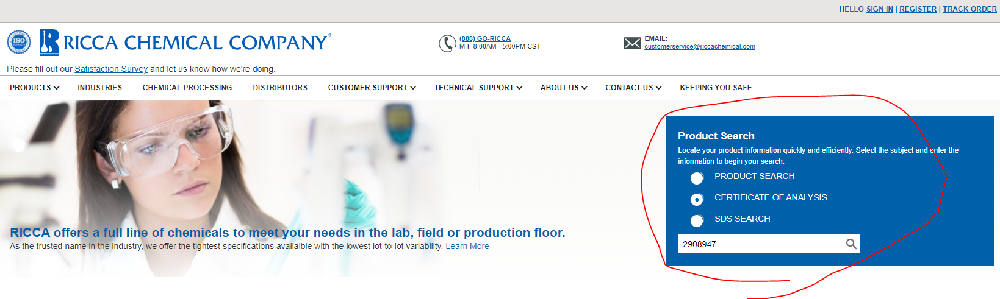 HELLO SIGN IN | REGISTER | TRACK ORDER
ISO
RICCA CHEMICAL COMPANY®
(888) GO-RICCA
M-F 8:00AM - 5:00PM CST
EMAIL:
customerservice@riccachemical.com
Please fill out our Satisfaction Survey and let us know how we're doing.
PRODUCTS INDUSTRIES CHEMICAL PROCESSING DISTRIBUTORS CUSTOMER SUPPORT TECHNICAL SUPPORT ABOUT US CONTACT US KEEPING YOU SAFE
Product Search
Locate your product information quickly and efficiently. Select the subject and enter the
information to begin your search.
PRODUCT SEARCH
CERTIFICATE OF ANALYSIS
SDS SEARCH
2908947
RICCA offers a full line of chemicals to meet your needs in the lab, field or production floor.
As the trusted name in the industry, we offer the tightest specifications availalble with the lowest lot-to-lot variability. Learn More